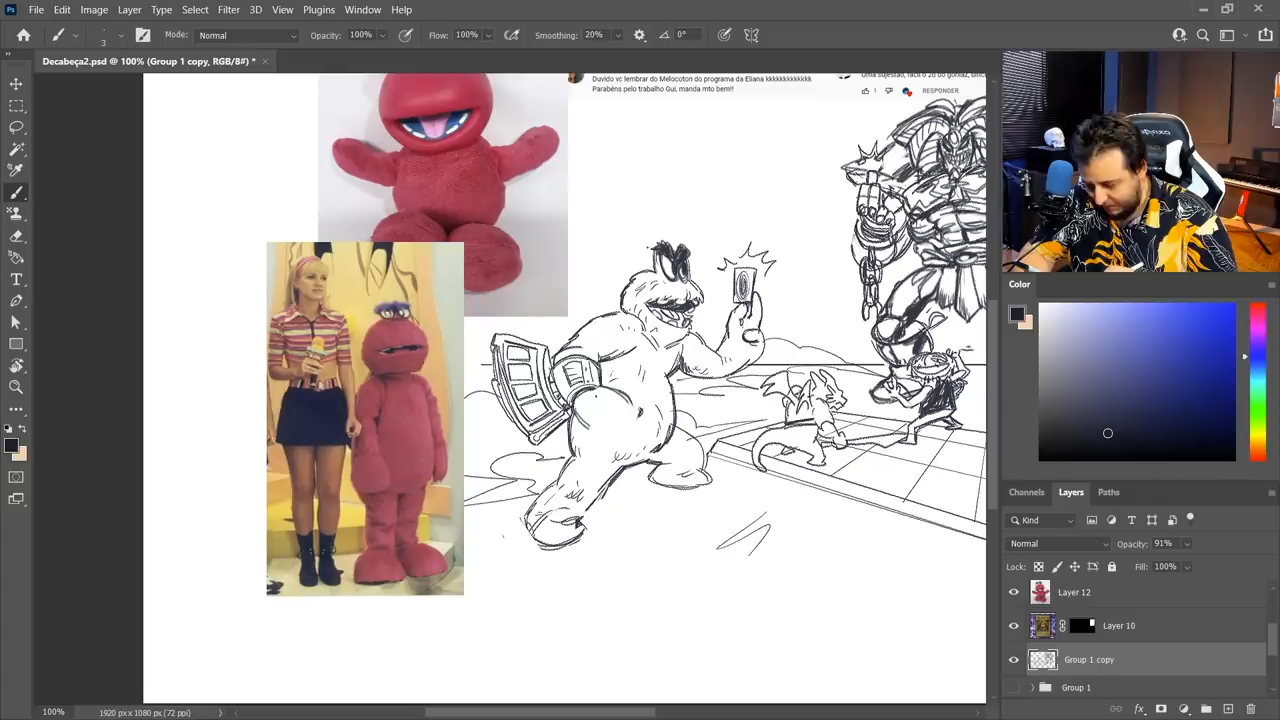 Ps File Edit Image Layer Type Select Filter 3D View Plugins Window Help
3 Mode: Normal Opacity: 100% Flow: 100% Smoothing: 20% 0°
Decabeça2.psd @ 100% (Group 1 copy, RGB/8#) *
Duvido vc lembrar do Melocoton do programa da Eliana kkkkkkkkkkkk
Parabéns pelo trabalho Gui, manda mto bem!!
1 RESPONDER
Color
Channels Layers Paths
Kind
Normal Opacity: 91%
Lock: Fill: 100%
Layer 12
Layer 10
Group 1 copy
Group 1
100% 1920 px x 1080 px (72 ppi)